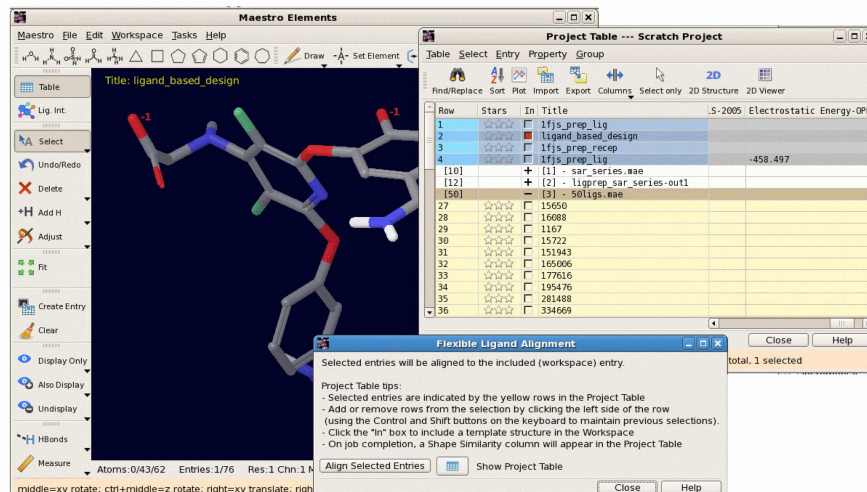 Maestro Elements
Maestro File Edit Workspace Tasks Help
Draw Set Element
Table
Lig. Int.
Select
Undo/Redo
Delete
+H Add H
Adjust
Fit
Create Entry
Clear
Display Only
Also Display
Undisplay
HBonds
Measure
Title: ligand_based_design
-1
-1
Atoms:0/43/62 Entries:1/76 Res:1 Chn:1 M
middle=xy rotate; ctrl+middle=z rotate; right=xy translate; righ
Project Table --- Scratch Project
Table Select Entry Property Group
Find/Replace Sort Plot Import Export Columns Select only 2D Structure 2D Viewer
2D
Row Stars In Title LS-2005 Electrostatic Energy-OP
1 1fjs_prep_lig
2 ligand_based_design
3 1fjs_prep_recep
4 1fjs_prep_lig -458.497
[10] + [1] - sar_series.mae
[12] + [2] - ligprep_sar_series-out1
[50] − [3] - 50ligs.mae
27 15650
28 16088
29 1167
30 15722
31 151943
32 165006
33 177616
34 195476
35 281488
36 334669
Close Help
total, 1 selected
Flexible Ligand Alignment
Selected entries will be aligned to the included (workspace) entry.
Project Table tips:
- Selected entries are indicated by the yellow rows in the Project Table
- Add or remove rows from the selection by clicking the left side of the row
(using the Control and Shift buttons on the keyboard to maintain previous selections).
- Click the "In" box to include a template structure in the Workspace
- On job completion, a Shape Similarity column will appear in the Project Table
Align Selected Entries Show Project Table
Close Help